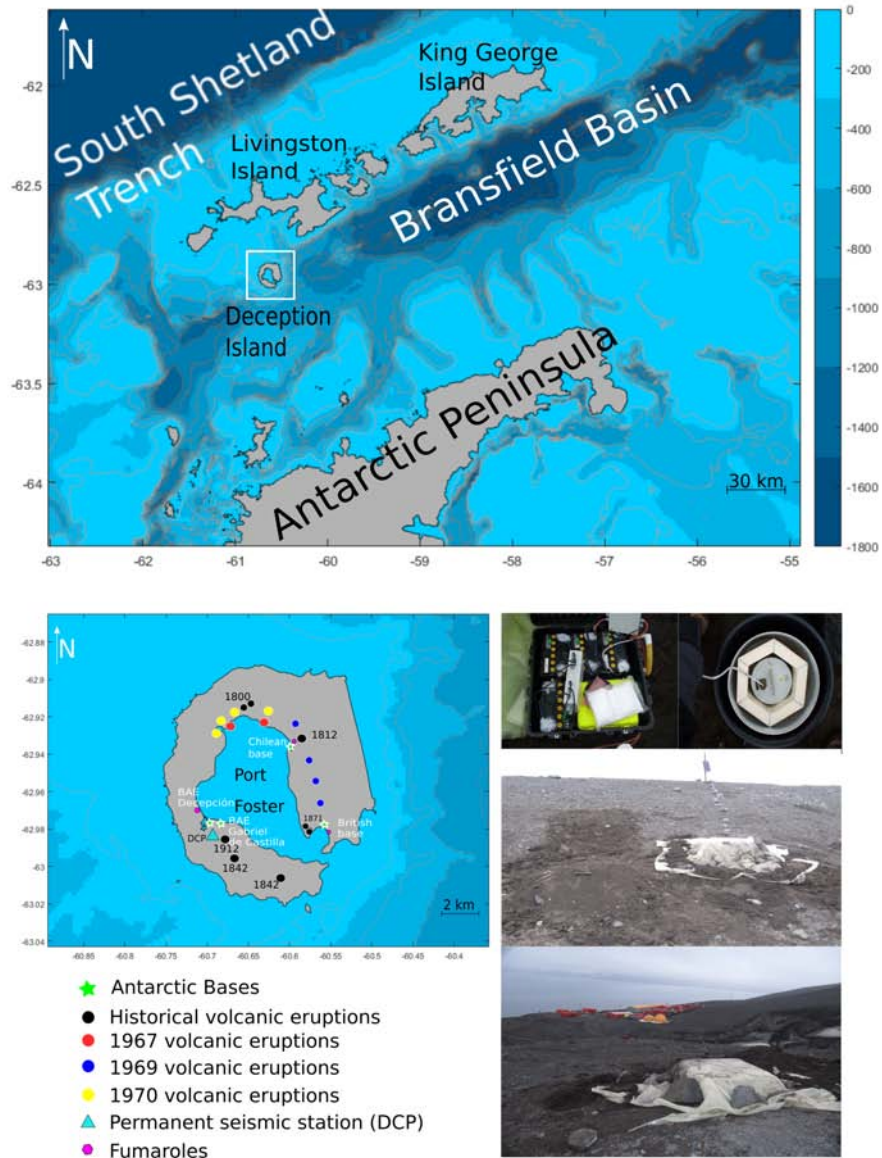 N
South Shetland
Trench
King George
Island
Livingston
Island
Bransfield Basin
Deception
Island
Antarctic Peninsula
30 km
-62
-62.5
-63
-63.5
-64
-63
-62
-61
-60
-59
-58
-57
-56
-55
0
-200
-400
-600
-800
-1000
-1200
-1400
-1600
-1800
N
1800
1812
Chilean
base
Port
Foster
BAE
Decepción
BAE
Gabriel
de Castilla
DCP
1871
British
base
1912
1842
1842
2 km
-62.88
-62.9
-62.92
-62.94
-62.96
-62.98
-63
-63.02
-63.04
-60.85
-60.8
-60.75
-60.7
-60.65
-60.6
-60.55
-60.5
-60.45
-60.4
Antarctic Bases
Historical volcanic eruptions
1967 volcanic eruptions
1969 volcanic eruptions
1970 volcanic eruptions
Permanent seismic station (DCP)
Fumaroles